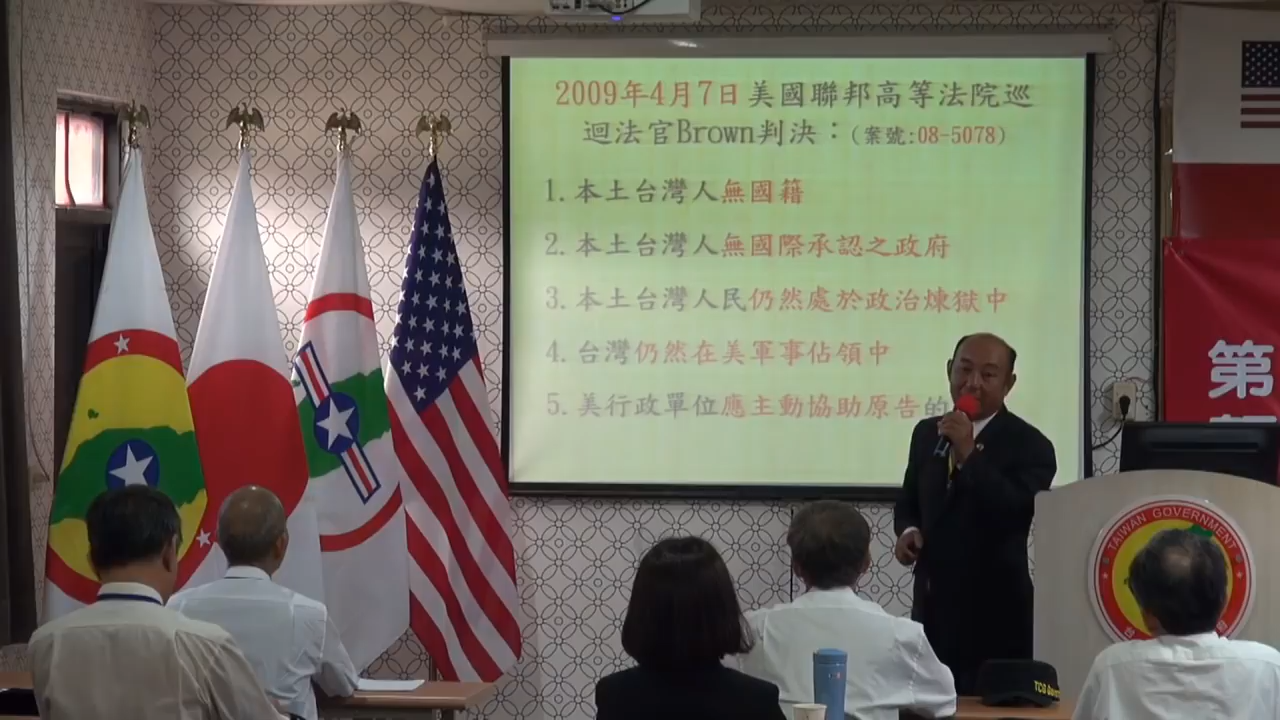 2009年4月7日美國聯邦高等法院巡
迴法官Brown判決：(案號:08-5078)
1.本土台灣人無國籍
2.本土台灣人無國際承認之政府
3.本土台灣人民仍然處於政治煉獄中
4.台灣仍然在美軍事佔領中
5.美行政單位應主動協助原告的
第
TAIWAN GOVERNMENT